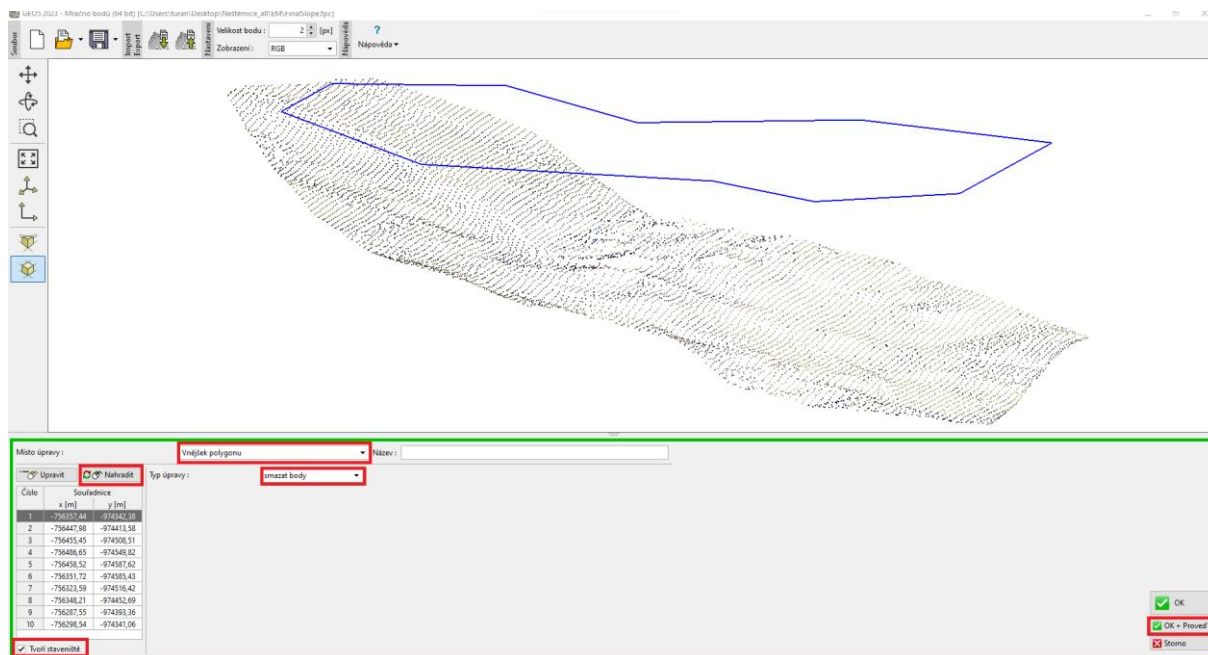 GEO5 2023 – Mračno bodů (64 bit) [C:\Users\turan\Desktop\Neštěmice_all\EM\FinalSlope.fpc]
Soubor
Import
Export
Nastavení
Velikost bodu : 2 [px]
Zobrazení : RGB
Nápověda
?
Nápověda
Místo úpravy : Vnějšek polygonu Název :
Upravit Nahradit Typ úpravy : smazat body
Číslo Souřadnice
x [m] y [m]
1 -756357,44 -974342,38
2 -756447,98 -974413,58
3 -756455,45 -974508,51
4 -756486,65 -974549,82
5 -756458,52 -974587,62
6 -756351,72 -974585,43
7 -756323,59 -974516,42
8 -756348,21 -974452,69
9 -756287,55 -974393,36
10 -756298,54 -974341,06
Tvoří staveniště
OK
OK + Proveď
Storno